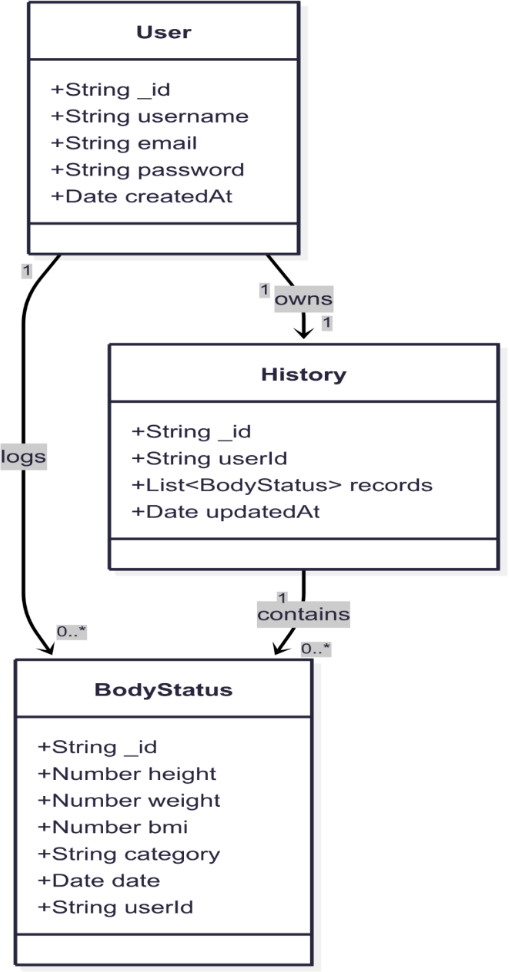 User
+String _id
+String username
+String email
+String password
+Date createdAt
1
1
owns
1
History
+String _id
+String userId
+List<BodyStatus> records
+Date updatedAt
logs
1
contains
0..*
0..*
BodyStatus
+String _id
+Number height
+Number weight
+Number bmi
+String category
+Date date
+String userId